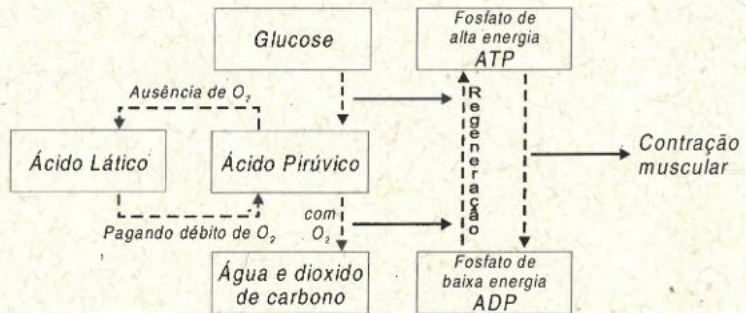 Glucose
Fosfato de
alta energia
ATP
Ausência de O₂
Regeneração
Ácido Lático
Ácido Pirúvico
Contração
muscular
Pagando débito de O₂
com
O₂
Água e dioxido
de carbono
Fosfato de
baixa energia
ADP